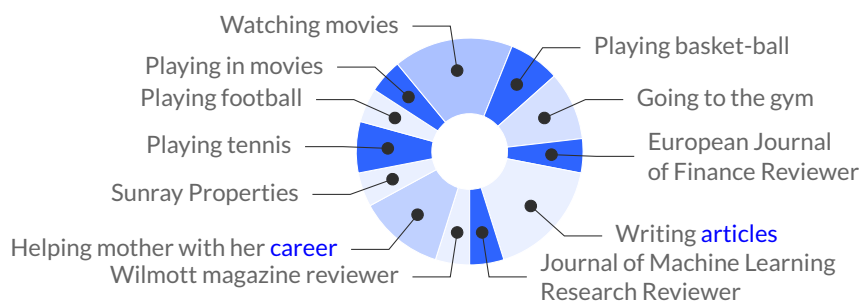 Watching movies
Playing basket-ball
Playing in movies
Playing football
Going to the gym
Playing tennis
European Journal
of Finance Reviewer
Sunray Properties
Writing articles
Helping mother with her career
Journal of Machine Learning
Research Reviewer
Wilmott magazine reviewer